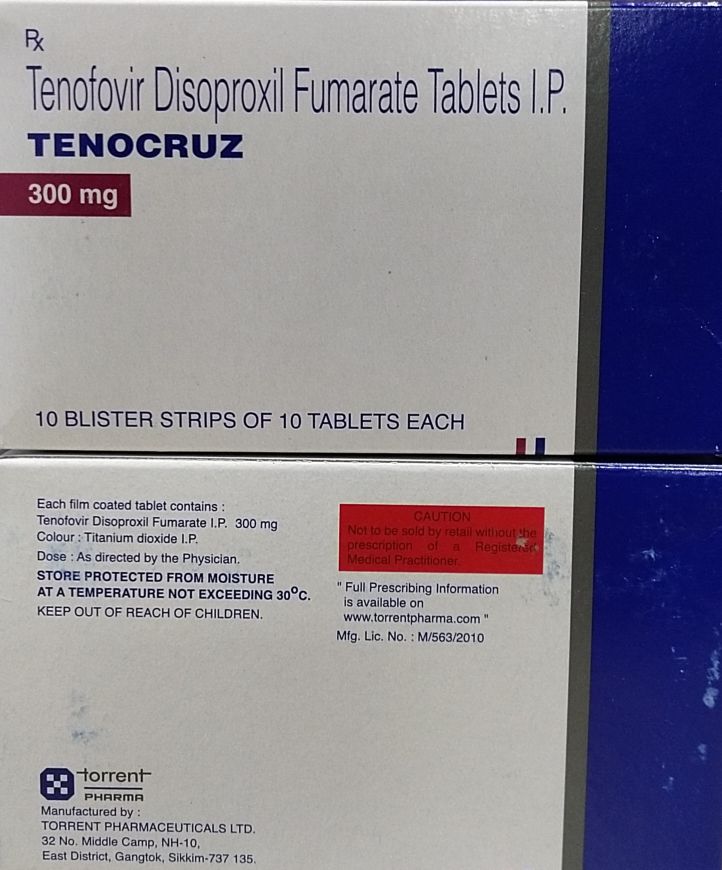 Rx
Tenofovir Disoproxil Fumarate Tablets I.P.
TENOCRUZ
300 mg
10 BLISTER STRIPS OF 10 TABLETS EACH
Each film coated tablet contains :
Tenofovir Disoproxil Fumarate I.P. 300 mg
Colour : Titanium dioxide I.P.
Dose : As directed by the Physician.
STORE PROTECTED FROM MOISTURE
AT A TEMPERATURE NOT EXCEEDING 30°C.
KEEP OUT OF REACH OF CHILDREN.
CAUTION
Not to be sold by retail without the
prescription of a Registered
Medical Practitioner.
" Full Prescribing Information
is available on
www.torrentpharma.com "
Mfg. Lic. No. : M/563/2010
torrent
PHARMA
Manufactured by :
TORRENT PHARMACEUTICALS LTD.
32 No. Middle Camp, NH-10,
East District, Gangtok, Sikkim-737 135.